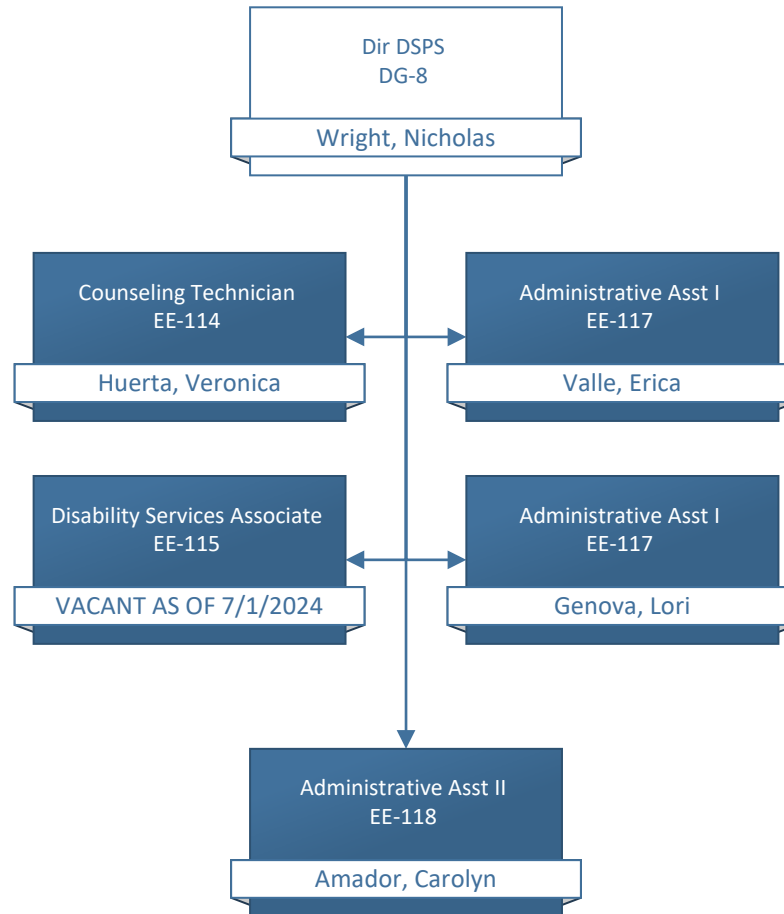 Dir DSPS
DG-8
Wright, Nicholas
Counseling Technician
EE-114
Huerta, Veronica
Administrative Asst I
EE-117
Valle, Erica
Disability Services Associate
EE-115
VACANT AS OF 7/1/2024
Administrative Asst I
EE-117
Genova, Lori
Administrative Asst II
EE-118
Amador, Carolyn